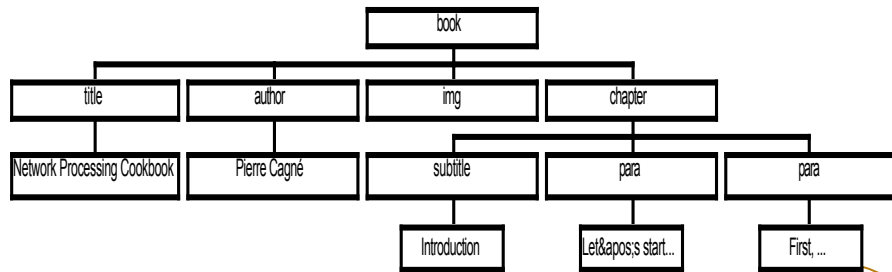 book
title author img chapter
Network Processing Cookbook Pierre Cagné subtitle para para
Introduction Let&apos;s start... First, ...